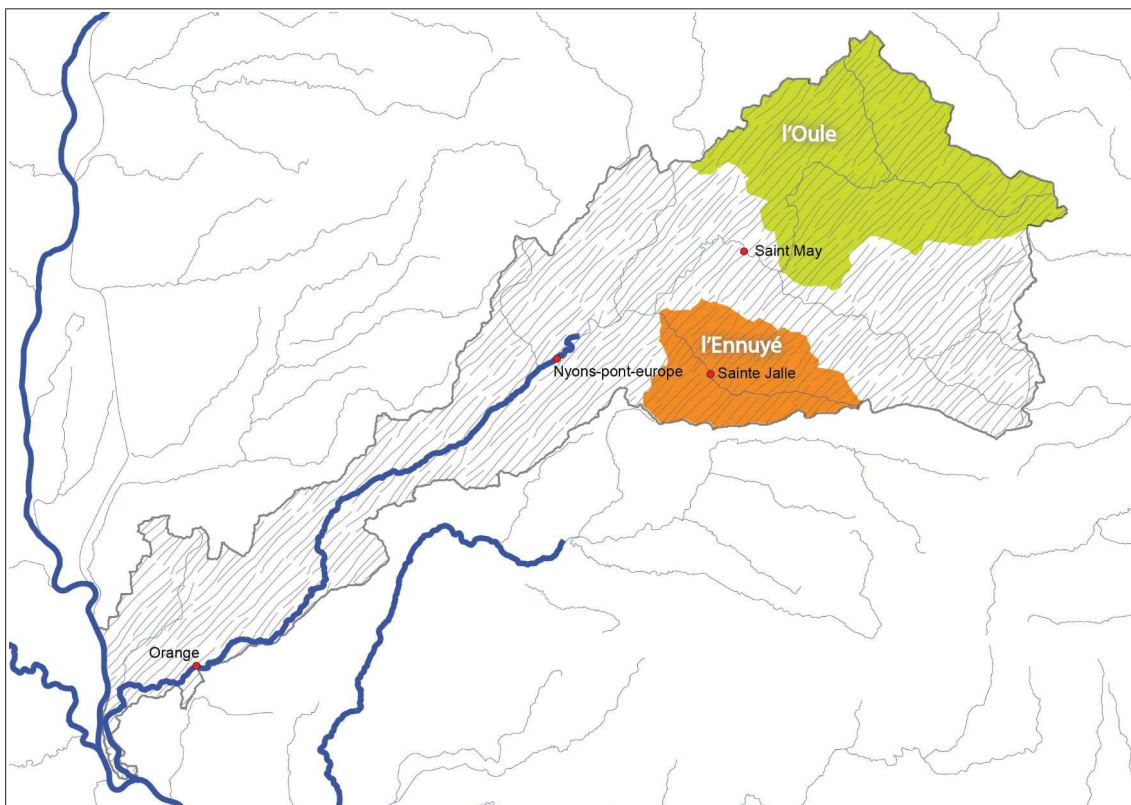 l'Oule
Saint May
l'Ennuyé
Nyons-pont-europe
Sainte Jalle
Orange